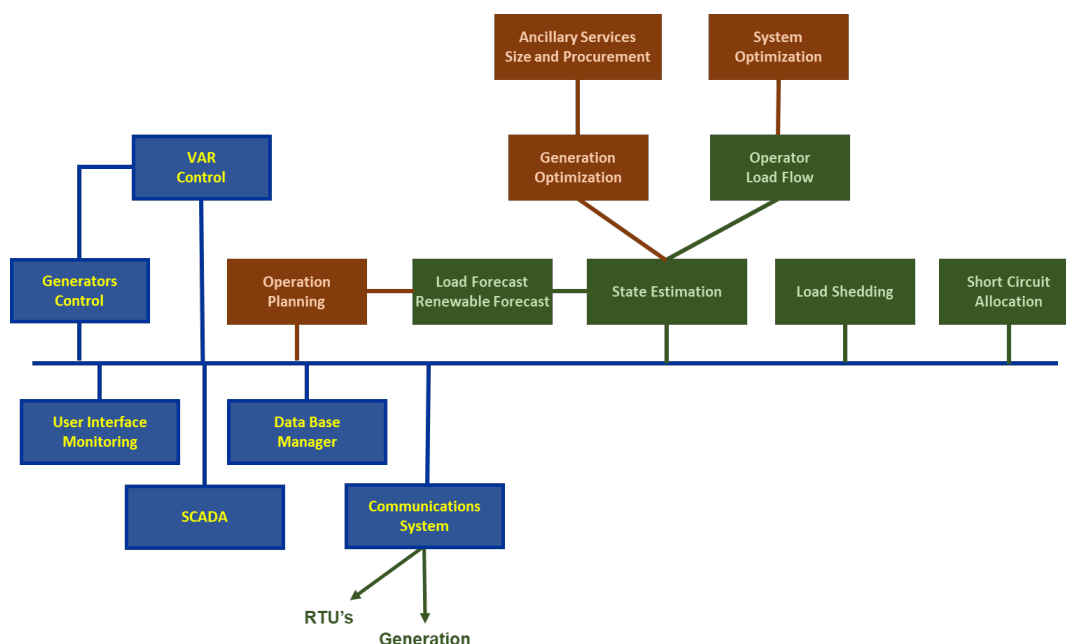 Ancillary Services
Size and Procurement
System
Optimization
VAR
Control
Generation
Optimization
Operator
Load Flow
Generators
Control
Operation
Planning
Load Forecast
Renewable Forecast
State Estimation
Load Shedding
Short Circuit
Allocation
User Interface
Monitoring
Data Base
Manager
SCADA
Communications
System
RTU's
Generation